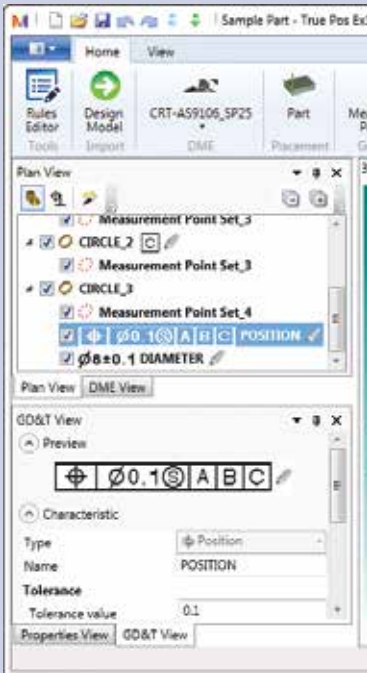 M Sample Part - True Pos Ex
Home View
Rules Editor Design Model CRT-AS9106_SP25 Part
Tools Import DME Placement
Plan View
Measurement Point Set_3
CIRCLE_2 C
Measurement Point Set_3
CIRCLE_3
Measurement Point Set_4
⌖ Ø0.1Ⓢ A B C POSITION
Ø8±0.1 DIAMETER
Plan View DME View
GD&T View
Preview
⌖ Ø0.1Ⓢ A B C
Characteristic
Type ⌖ Position
Name POSITION
Tolerance
Tolerance value 0.1
Properties View GD&T View